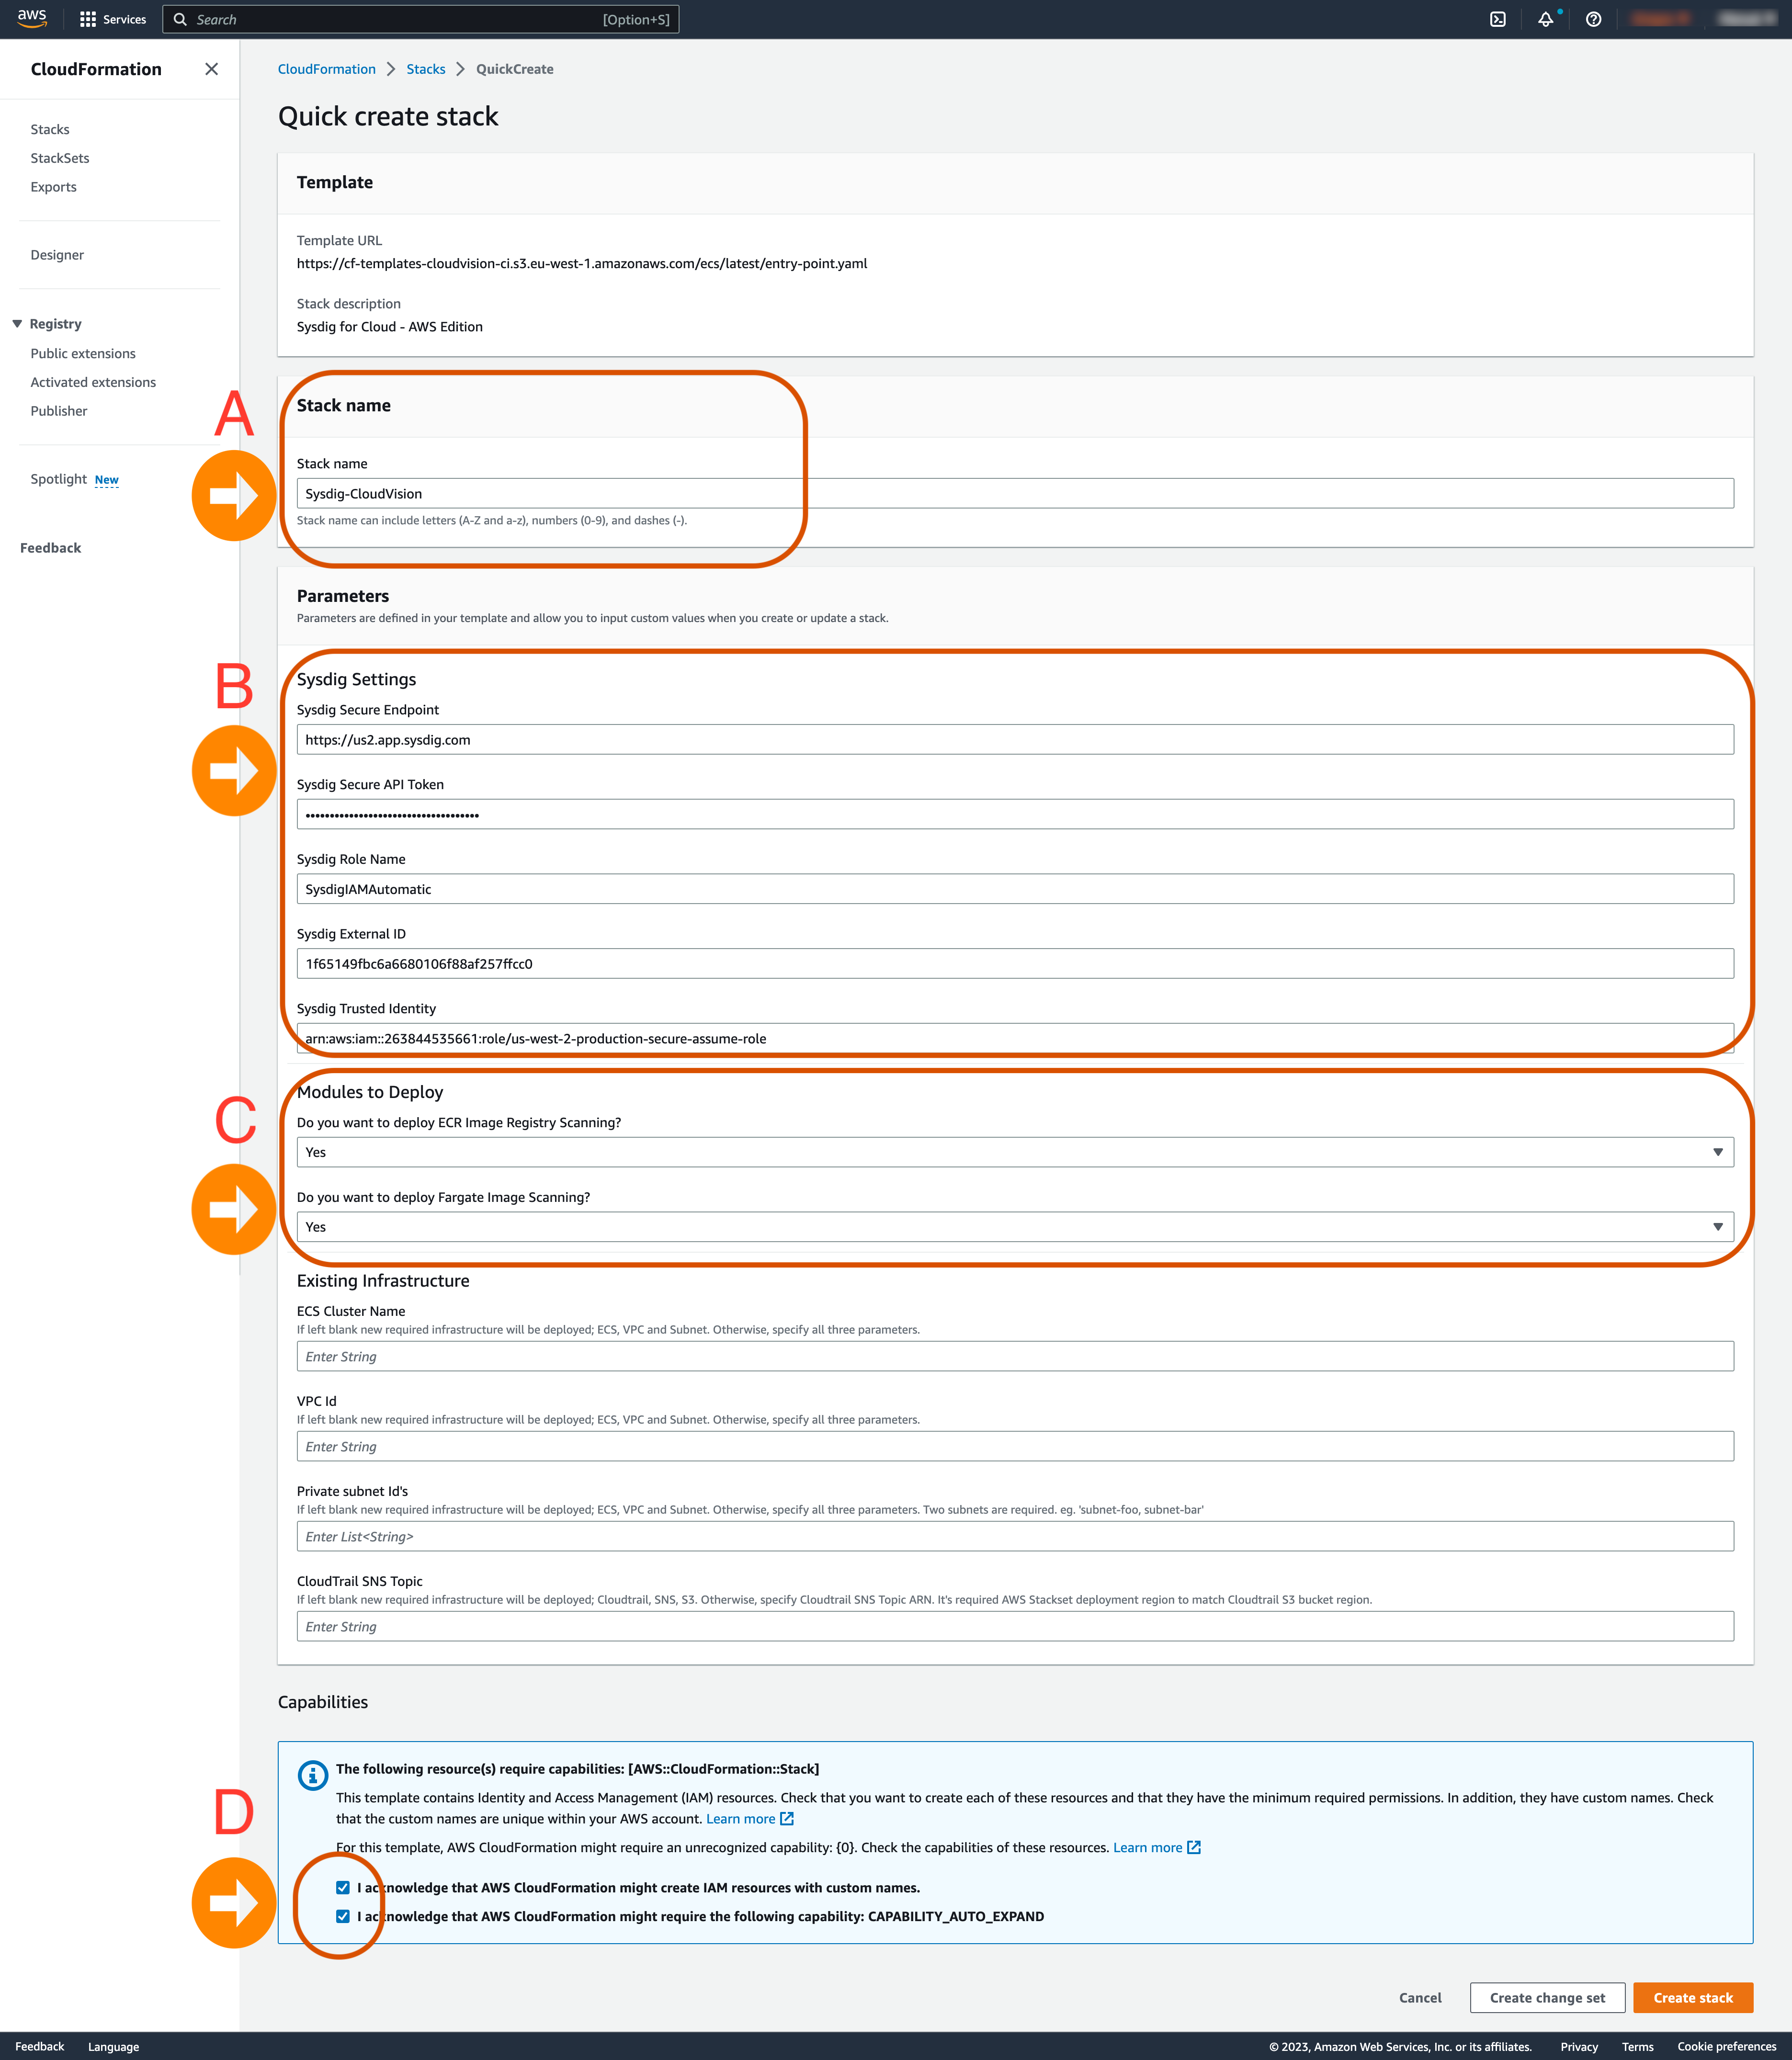 aws
Services
Search
[Option+S]
CloudFormation
Stacks
StackSets
Exports
Designer
Registry
Public extensions
Activated extensions
Publisher
Spotlight New
Feedback
CloudFormation > Stacks > QuickCreate
Quick create stack
Template
Template URL
https://cf-templates-cloudvision-ci.s3.eu-west-1.amazonaws.com/ecs/latest/entry-point.yaml
Stack description
Sysdig for Cloud - AWS Edition
A
Stack name
Stack name
Sysdig-CloudVision
Stack name can include letters (A-Z and a-z), numbers (0-9), and dashes (-).
Parameters
Parameters are defined in your template and allow you to input custom values when you create or update a stack.
B
Sysdig Settings
Sysdig Secure Endpoint
https://us2.app.sysdig.com
Sysdig Secure API Token
Sysdig Role Name
SysdigIAMAutomatic
Sysdig External ID
1f65149fbc6a6680106f88af257ffcc0
Sysdig Trusted Identity
arn:aws:iam::263844535661:role/us-west-2-production-secure-assume-role
C
Modules to Deploy
Do you want to deploy ECR Image Registry Scanning?
Yes
Do you want to deploy Fargate Image Scanning?
Yes
Existing Infrastructure
ECS Cluster Name
If left blank new required infrastructure will be deployed; ECS, VPC and Subnet. Otherwise, specify all three parameters.
Enter String
VPC Id
If left blank new required infrastructure will be deployed; ECS, VPC and Subnet. Otherwise, specify all three parameters.
Enter String
Private subnet Id's
If left blank new required infrastructure will be deployed; ECS, VPC and Subnet. Otherwise, specify all three parameters. Two subnets are required. eg. 'subnet-foo, subnet-bar'
Enter List<String>
CloudTrail SNS Topic
If left blank new required infrastructure will be deployed; Cloudtrail, SNS, S3. Otherwise, specify Cloudtrail SNS Topic ARN. It's required AWS Stackset deployment region to match Cloudtrail S3 bucket region.
Enter String
Capabilities
D
The following resource(s) require capabilities: [AWS::CloudFormation::Stack]
This template contains Identity and Access Management (IAM) resources. Check that you want to create each of these resources and that they have the minimum required permissions. In addition, they have custom names. Check
that the custom names are unique within your AWS account. Learn more
For this template, AWS CloudFormation might require an unrecognized capability: {0}. Check the capabilities of these resources. Learn more
I acknowledge that AWS CloudFormation might create IAM resources with custom names.
I acknowledge that AWS CloudFormation might require the following capability: CAPABILITY_AUTO_EXPAND
Cancel
Create change set
Create stack
Feedback
Language
© 2023, Amazon Web Services, Inc. or its affiliates.
Privacy
Terms
Cookie preferences